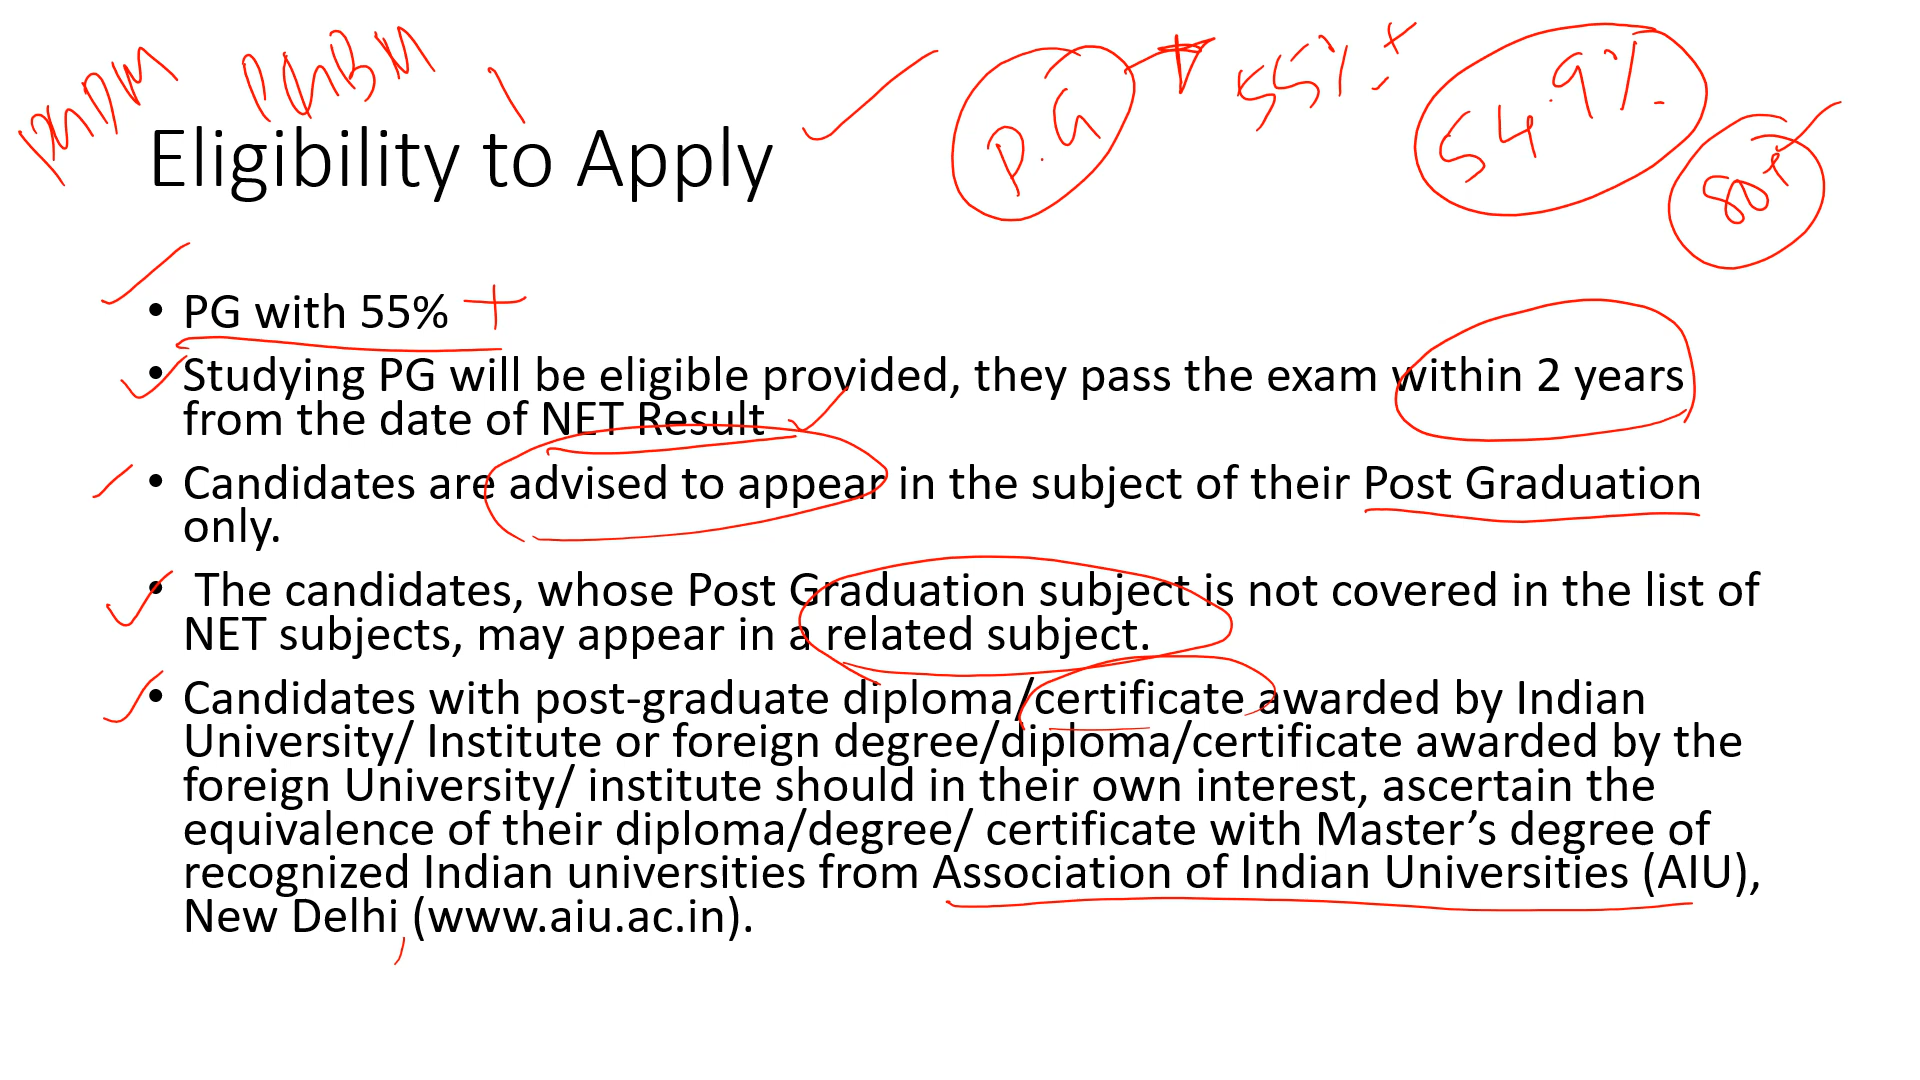 PGDM PGBM
P.G 55% + 54.9% 80+
Eligibility to Apply
• PG with 55% +
• Studying PG will be eligible provided, they pass the exam within 2 years
from the date of NET Result
• Candidates are advised to appear in the subject of their Post Graduation
only.
• The candidates, whose Post Graduation subject is not covered in the list of
NET subjects, may appear in a related subject.
• Candidates with post-graduate diploma/certificate awarded by Indian
University/ Institute or foreign degree/diploma/certificate awarded by the
foreign University/ institute should in their own interest, ascertain the
equivalence of their diploma/degree/ certificate with Master’s degree of
recognized Indian universities from Association of Indian Universities (AIU),
New Delhi (www.aiu.ac.in).